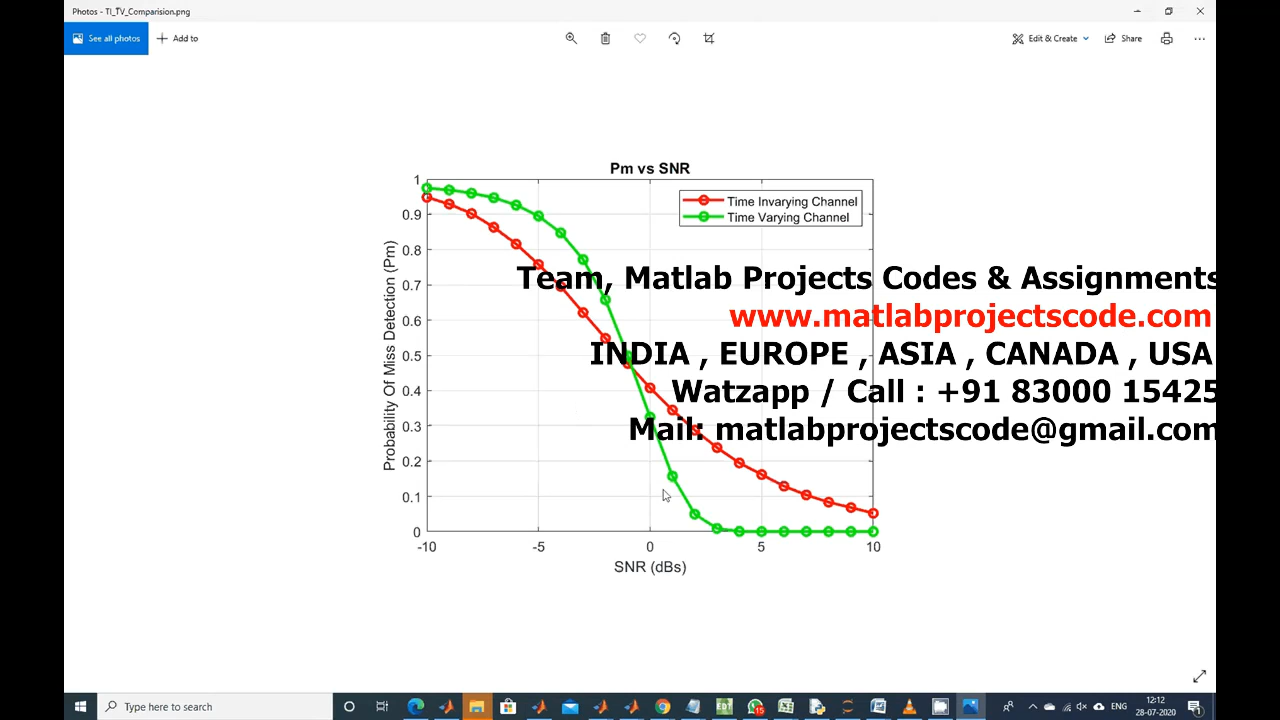 Photos - TI_TV_Comparision.png
See all photos
Add to
Edit & Create
Share
Pm vs SNR
Time Invarying Channel
Time Varying Channel
1
0.9
0.8
0.7
0.6
0.5
0.4
0.3
0.2
0.1
0
Probability Of Miss Detection (Pm)
-10 -5 0 5 10
SNR (dBs)
Team, Matlab Projects Codes & Assignments
www.matlabprojectscode.com
INDIA , EUROPE , ASIA , CANADA , USA
Watzapp / Call : +91 83000 15425
Mail: matlabprojectscode@gmail.com
Type here to search
EDT
15
ENG
12:12
28-07-2020
1